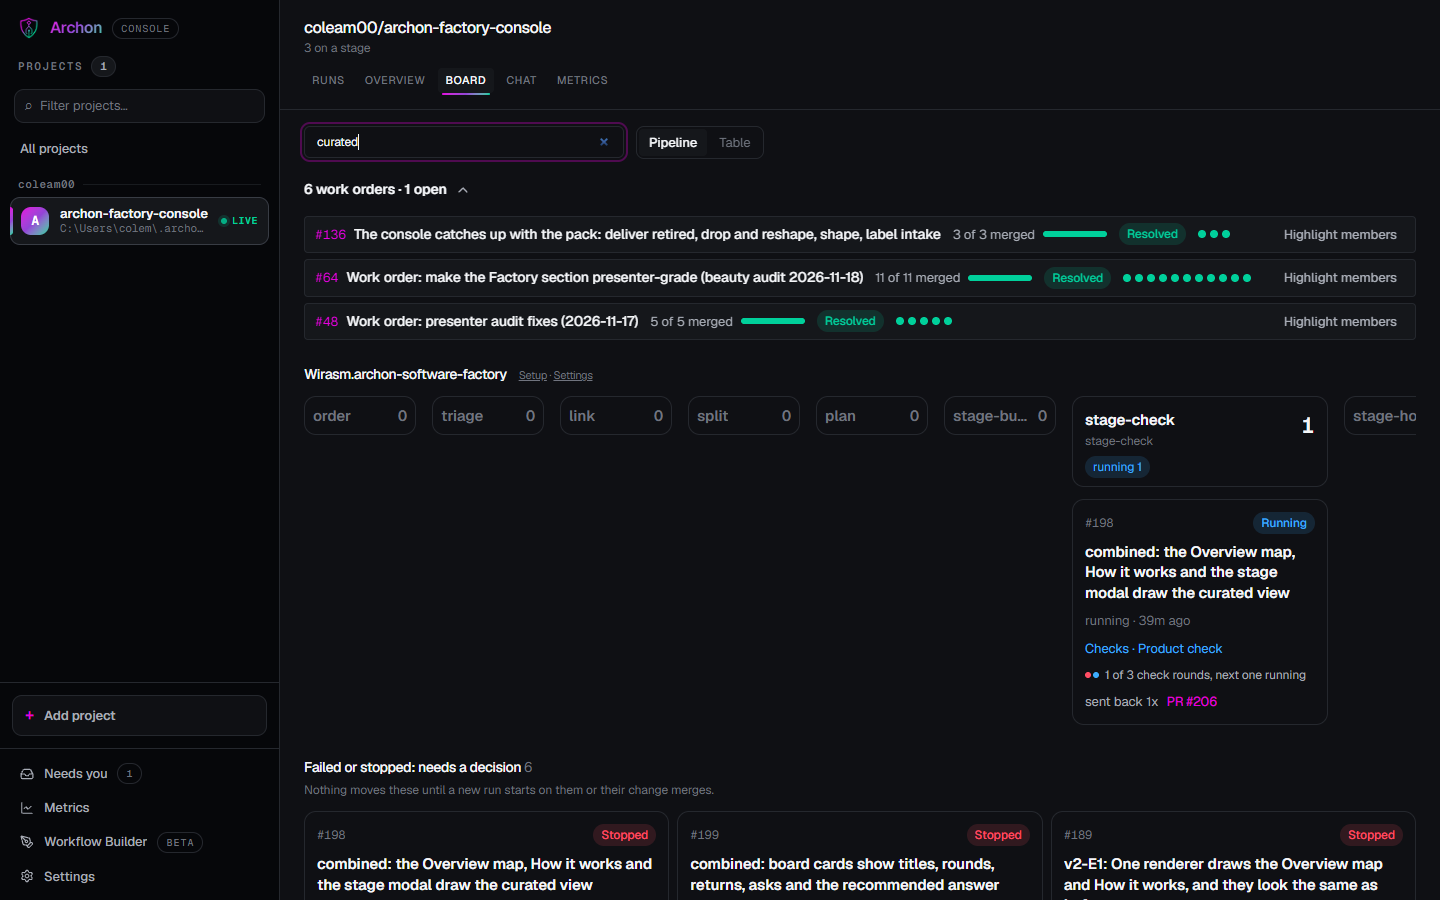 Archon CONSOLE
PROJECTS 1
Filter projects...
All projects
coleam00
A archon-factory-console LIVE
C:\Users\colem\.archo…
Add project
Needs you 1
Metrics
Workflow Builder BETA
Settings
coleam00/archon-factory-console
3 on a stage
RUNS OVERVIEW BOARD CHAT METRICS
curated
Pipeline Table
6 work orders · 1 open
#136 The console catches up with the pack: deliver retired, drop and reshape, shape, label intake 3 of 3 merged Resolved Highlight members
#64 Work order: make the Factory section presenter-grade (beauty audit 2026-11-18) 11 of 11 merged Resolved Highlight members
#48 Work order: presenter audit fixes (2026-11-17) 5 of 5 merged Resolved Highlight members
Wirasm.archon-software-factory Setup · Settings
order 0 triage 0 link 0 split 0 plan 0 stage-bu... 0
stage-check 1
stage-check
running 1
stage-ho
#198 Running
combined: the Overview map,
How it works and the stage
modal draw the curated view
running · 39m ago
Checks · Product check
1 of 3 check rounds, next one running
sent back 1x PR #206
Failed or stopped: needs a decision 6
Nothing moves these until a new run starts on them or their change merges.
#198 Stopped
combined: the Overview map, How it works and
the stage modal draw the curated view
#199 Stopped
combined: board cards show titles, rounds,
returns, asks and the recommended answer
#189 Stopped
v2-E1: One renderer draws the Overview map
and How it works, and they look the same as